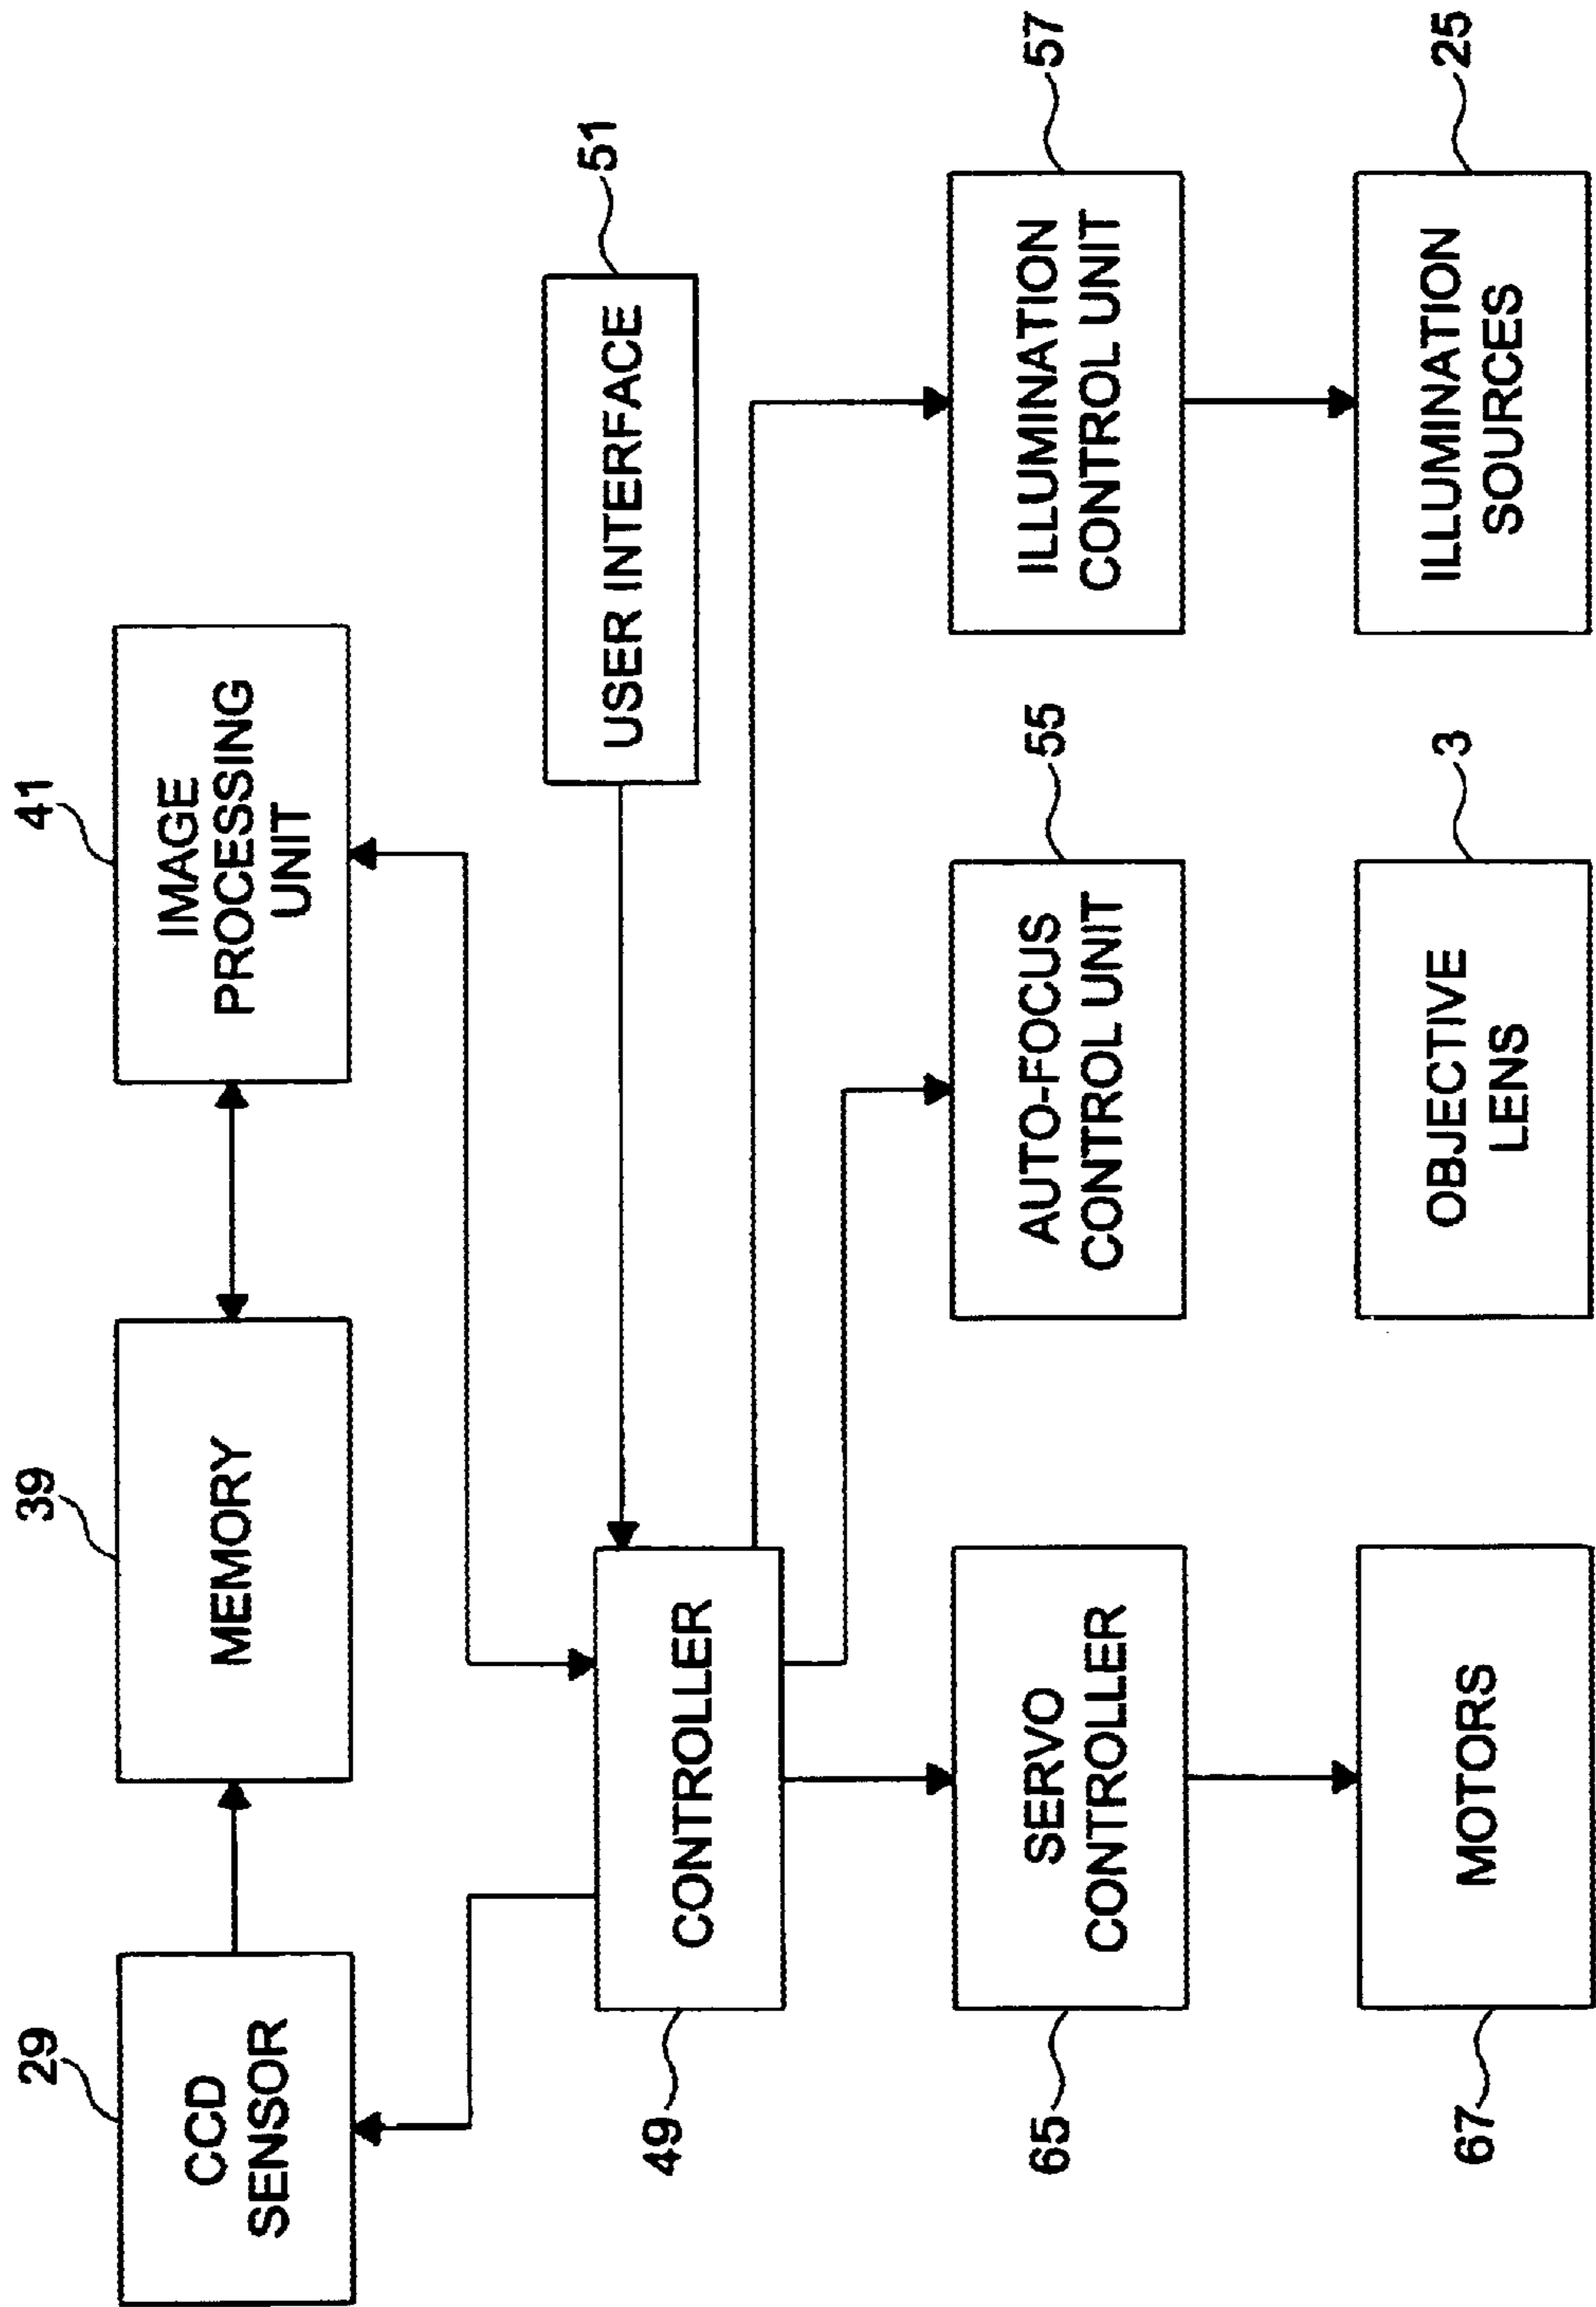 29
CCD
SENSOR
39
MEMORY
41
IMAGE
PROCESSING
UNIT
49
CONTROLLER
USER INTERFACE
51
65
SERVO
CONTROLLER
AUTO-FOCUS
CONTROL UNIT
55
ILLUMINATION
CONTROL UNIT
57
67
MOTORS
OBJECTIVE
LENS
3
ILLUMINATION
SOURCES
25